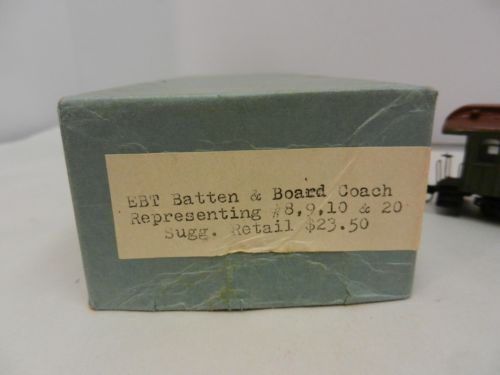 EBT Batten & Board Coach
Representing #8,9,10 & 20
Sugg. Retail $23.50